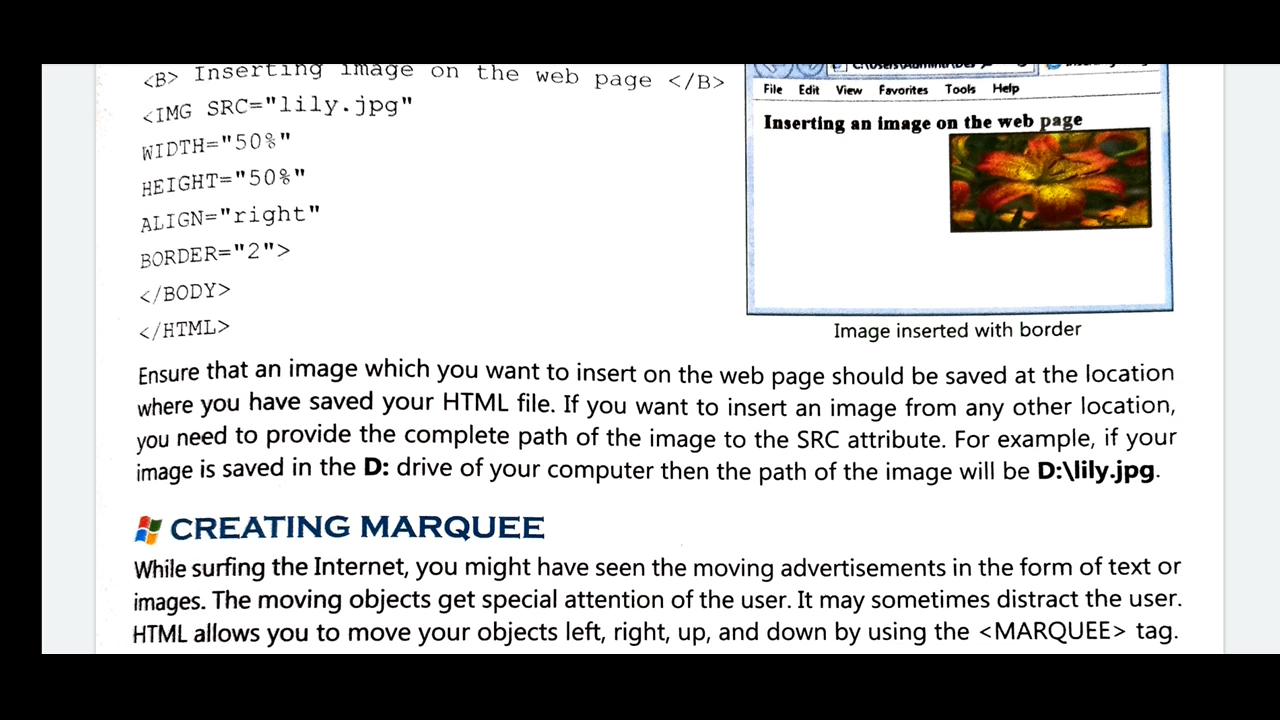 <B> Inserting image on the web page </B>
<IMG SRC="lily.jpg"
WIDTH="50%"
HEIGHT="50%"
ALIGN="right"
BORDER="2">
</BODY>
</HTML>
File Edit View Favorites Tools Help
Inserting an image on the web page
Image inserted with border
Ensure that an image which you want to insert on the web page should be saved at the location
where you have saved your HTML file. If you want to insert an image from any other location,
you need to provide the complete path of the image to the SRC attribute. For example, if your
image is saved in the D: drive of your computer then the path of the image will be D:\lily.jpg.
CREATING MARQUEE
While surfing the Internet, you might have seen the moving advertisements in the form of text or
images. The moving objects get special attention of the user. It may sometimes distract the user.
HTML allows you to move your objects left, right, up, and down by using the <MARQUEE> tag.